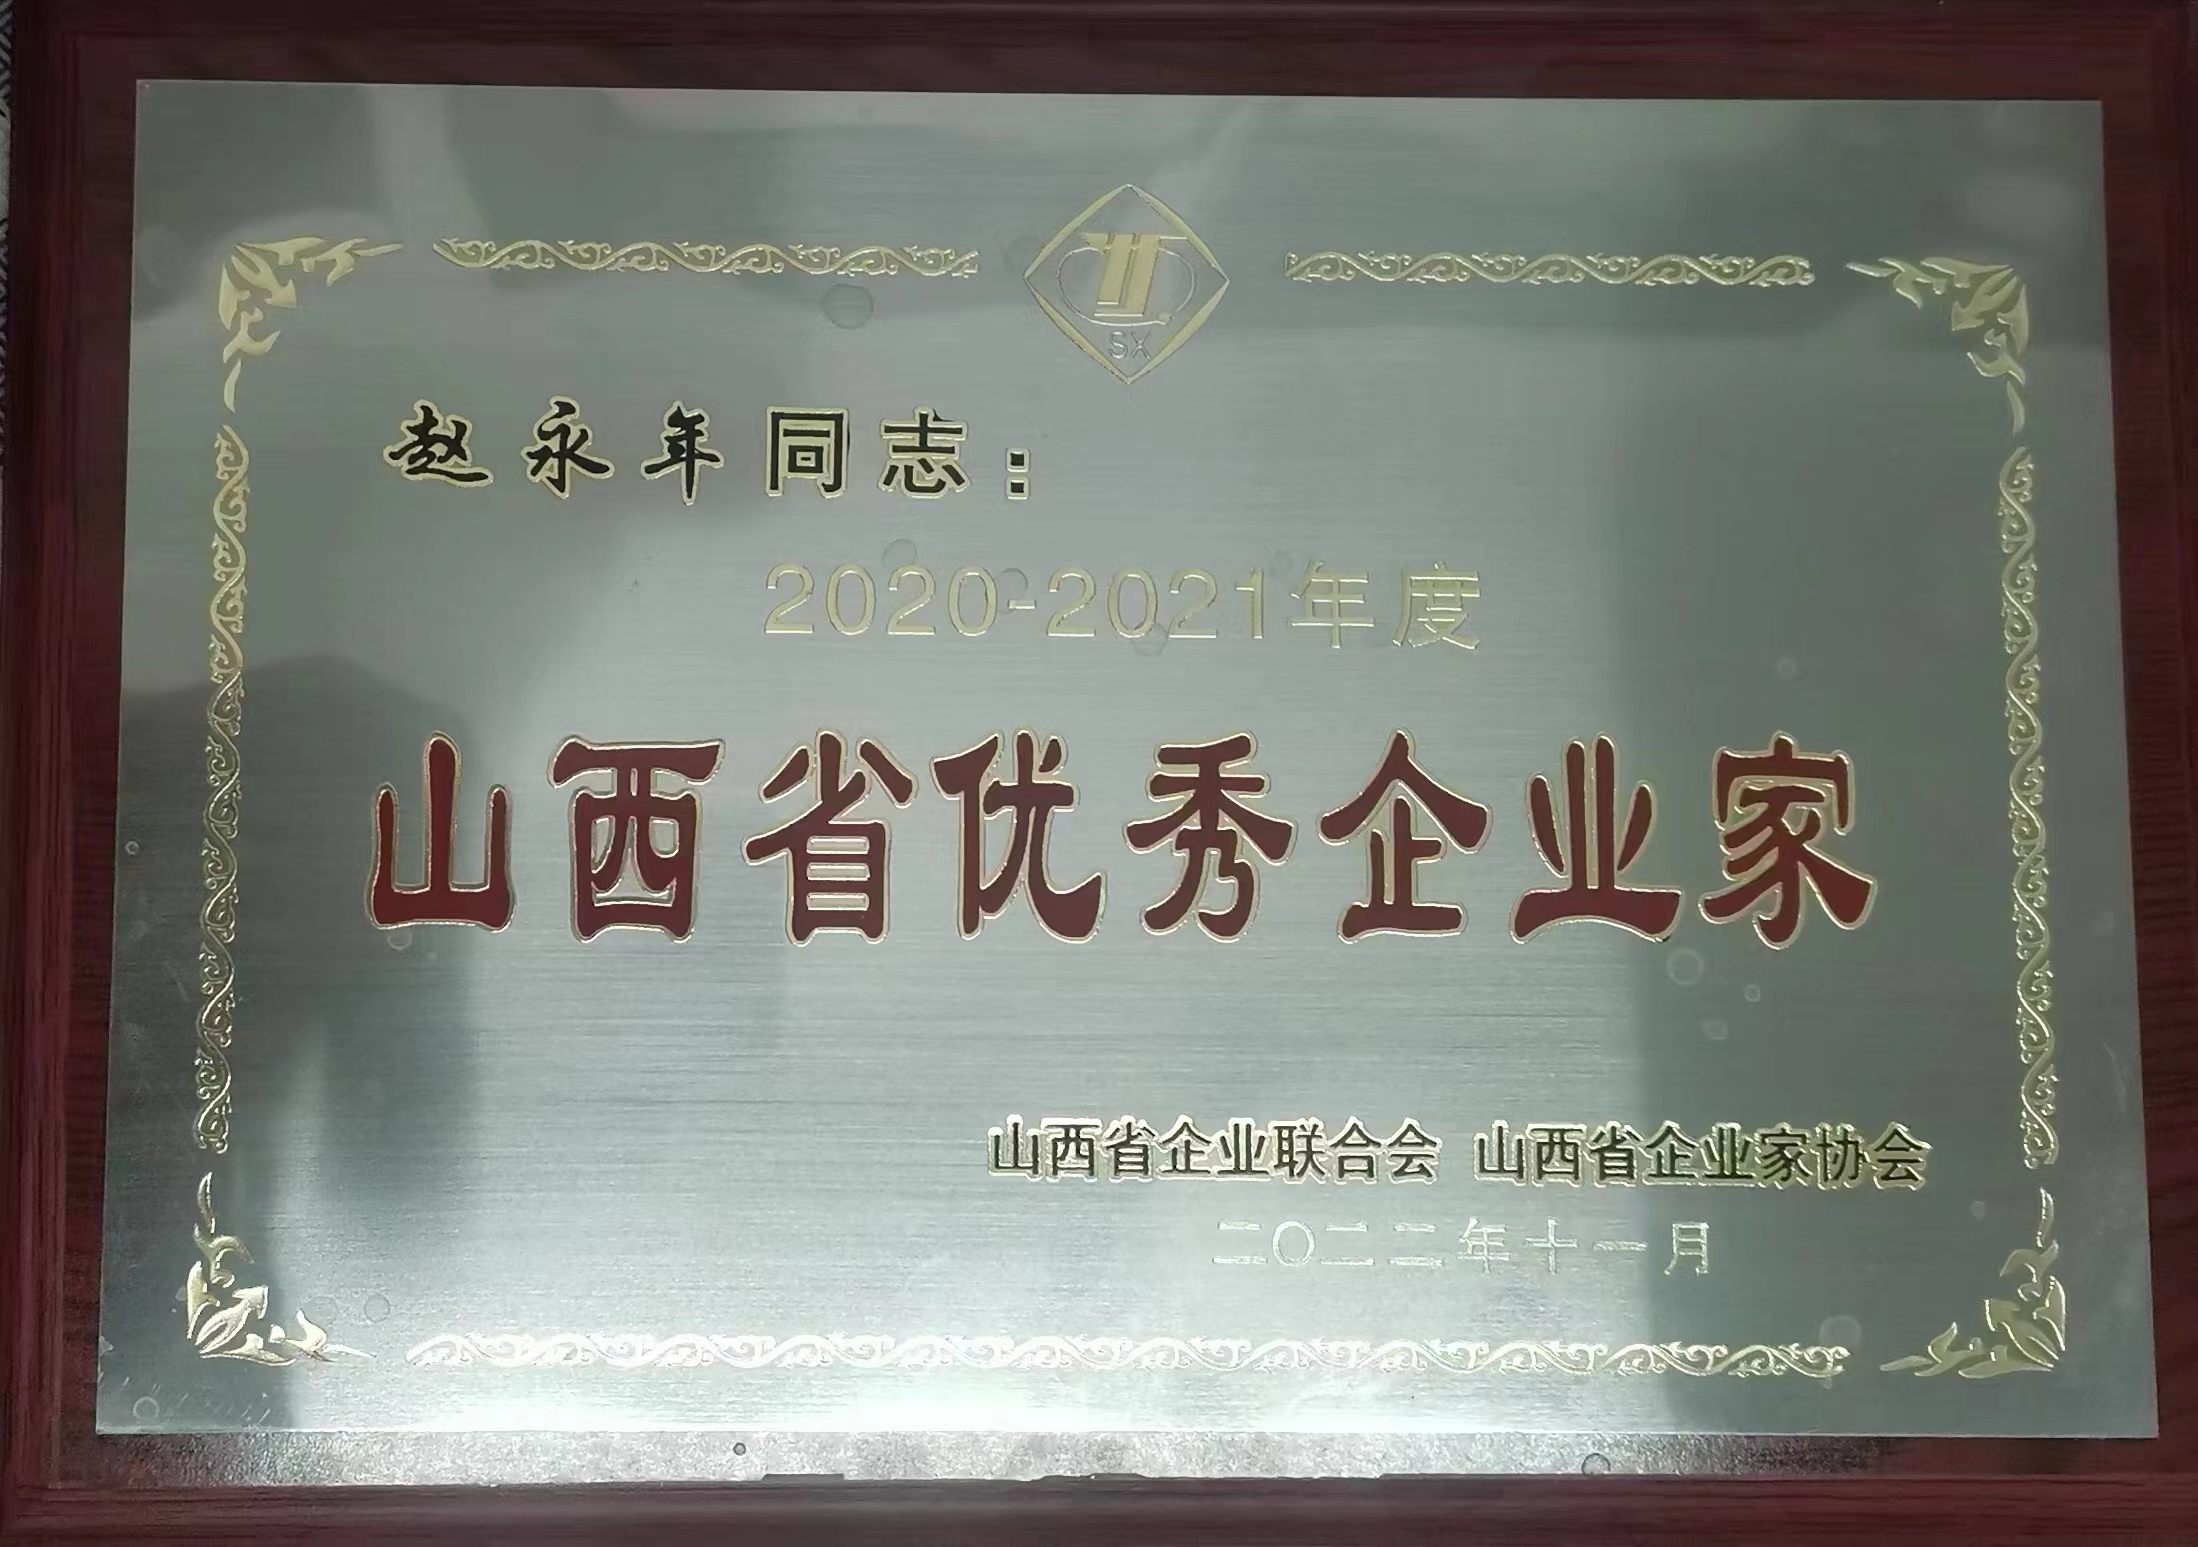 SX
赵永年同志：
2020-2021年度
山西省优秀企业家
山西省企业联合会 山西省企业家协会
二〇二二年十一月